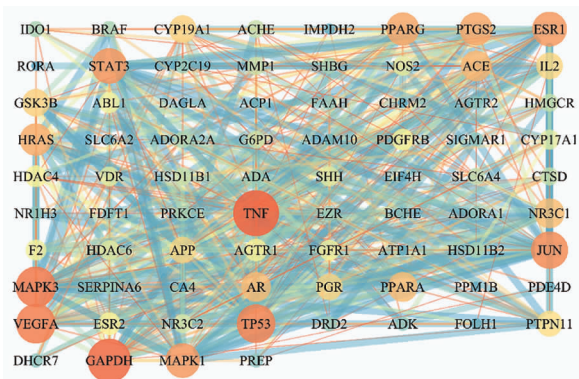 IDO1 BRAF CYP19A1 ACHE IMPDH2 PPARG PTGS2 ESR1
RORA STAT3 CYP2C19 MMP1 SHBG NOS2 ACE IL2
GSK3B ABL1 DAGLA ACP1 FAAH CHRM2 AGTR2 HMGCR
HRAS SLC6A2 ADORA2A G6PD ADAM10 PDGFRB SIGMAR1 CYP17A1
HDAC4 VDR HSD11B1 ADA SHH EIF4H SLC6A4 CTSD
NR1H3 FDFT1 PRKCE TNF EZR BCHE ADORA1 NR3C1
F2 HDAC6 APP AGTR1 FGFR1 ATP1A1 HSD11B2 JUN
MAPK3 SERPINA6 CA4 AR PGR PPARA PPM1B PDE4D
VEGFA ESR2 NR3C2 TP53 DRD2 ADK FOLH1 PTPN11
DHCR7 GAPDH MAPK1 PREP